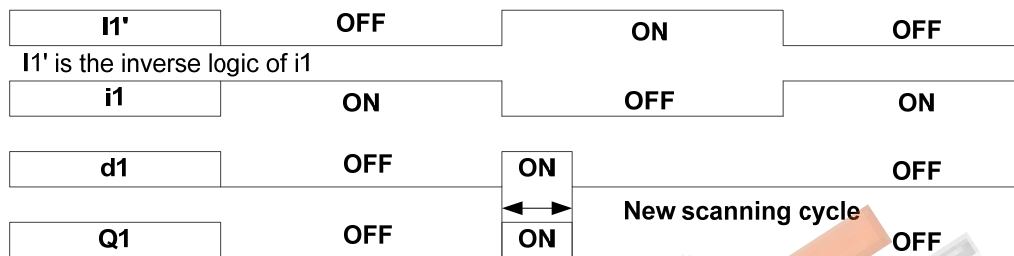 I1' OFF ON OFF
I1' is the inverse logic of i1
i1 ON OFF ON
d1 OFF ON OFF
New scanning cycle
Q1 OFF ON OFF